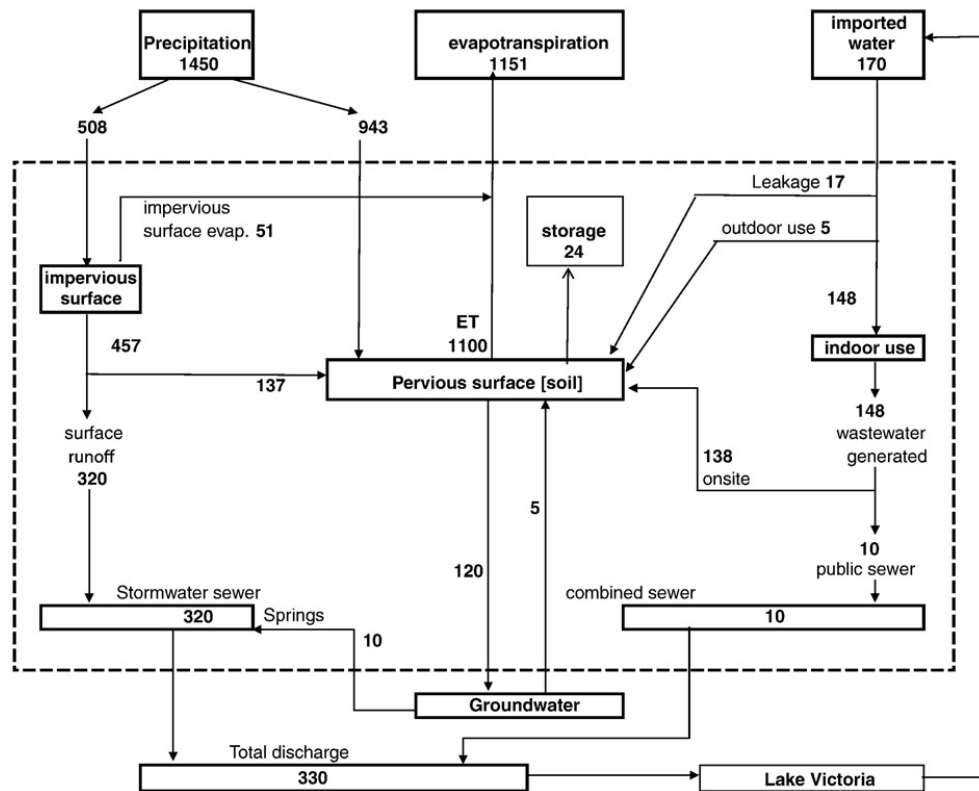 Precipitation
1450
evapotranspiration
1151
imported
water
170
508
943
Leakage 17
impervious
surface evap. 51
outdoor use 5
storage
24
impervious
surface
148
ET
1100
457
indoor use
137
Pervious surface [soil]
148
wastewater
generated
surface
runoff
320
138
onsite
5
10
public sewer
120
Stormwater sewer
combined sewer
320
Springs
10
10
Groundwater
Total discharge
330
Lake Victoria